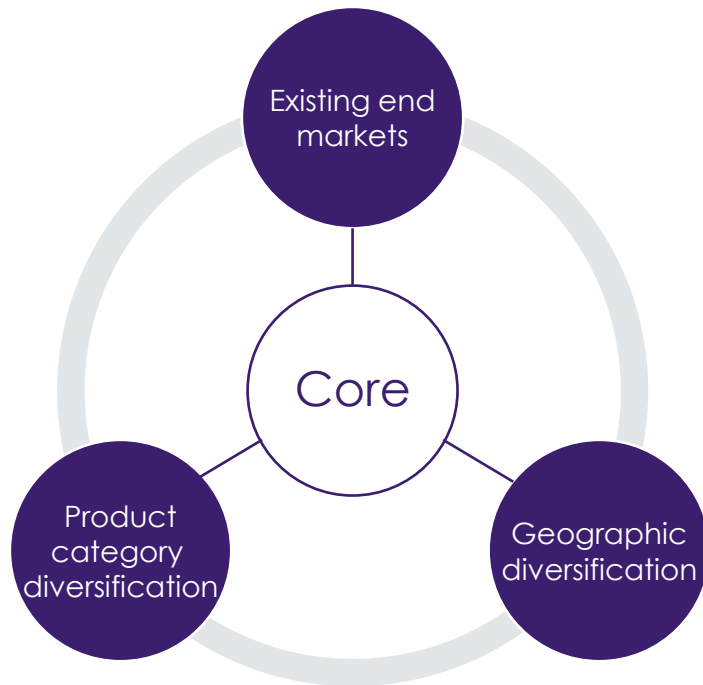 Existing end
markets
Core
Product
category
diversification
Geographic
diversification